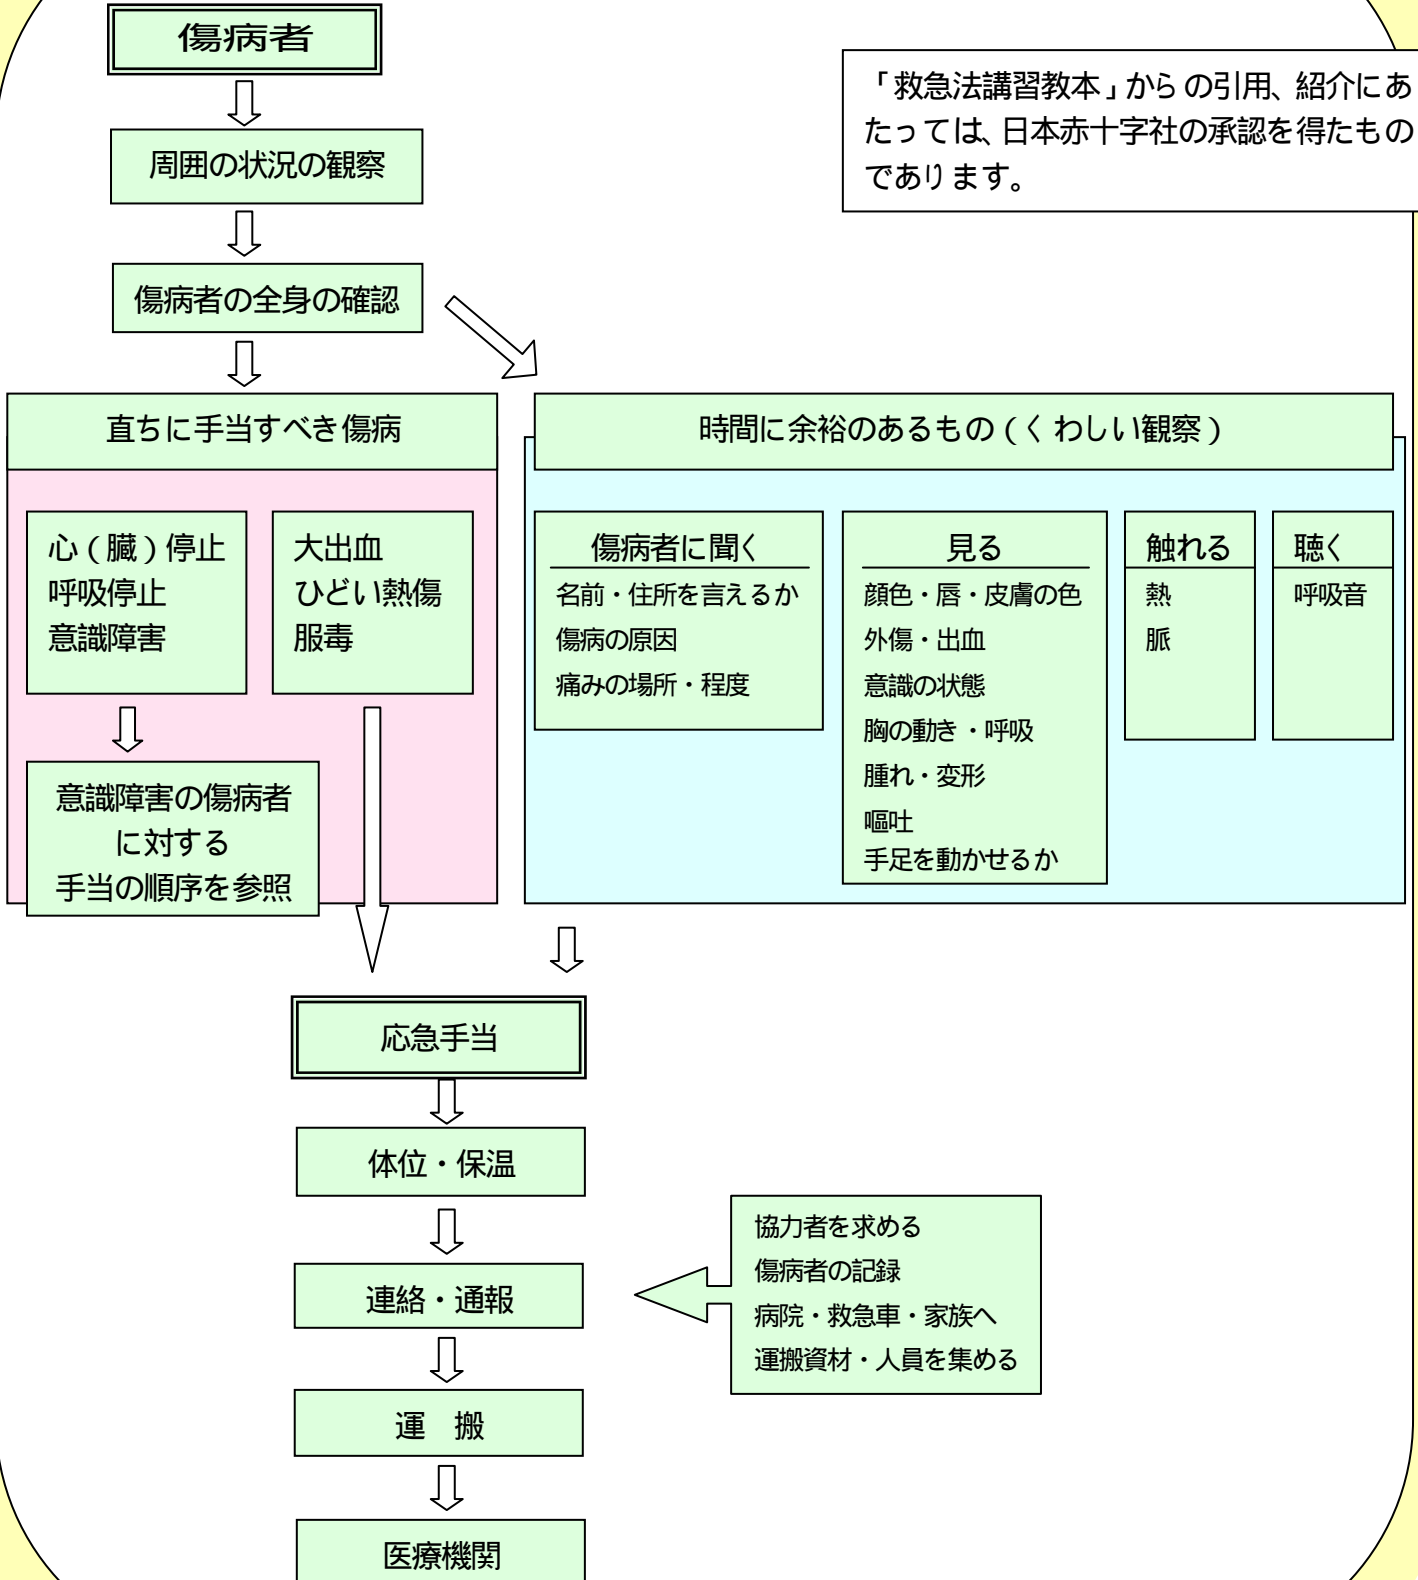 傷病者
「救急法講習教本」からの引用、紹介にあ
たっては、日本赤十字社の承認を得たもの
であります。
周囲の状況の観察
傷病者の全身の確認
直ちに手当すべき傷病
心(臓)停止
呼吸停止
意識障害
大出血
ひどい熱傷
服毒
意識障害の傷病者
に対する
手当の順序を参照
時間に余裕のあるもの(くわしい観察)
傷病者に聞く
名前・住所を言えるか
傷病の原因
痛みの場所・程度
見る
顔色・唇・皮膚の色
外傷・出血
意識の状態
胸の動き・呼吸
腫れ・変形
嘔吐
手足を動かせるか
触れる
熱
脈
聴く
呼吸音
応急手当
体位・保温
連絡・通報
協力者を求める
傷病者の記録
病院・救急車・家族へ
運搬資材・人員を集める
運　搬
医療機関